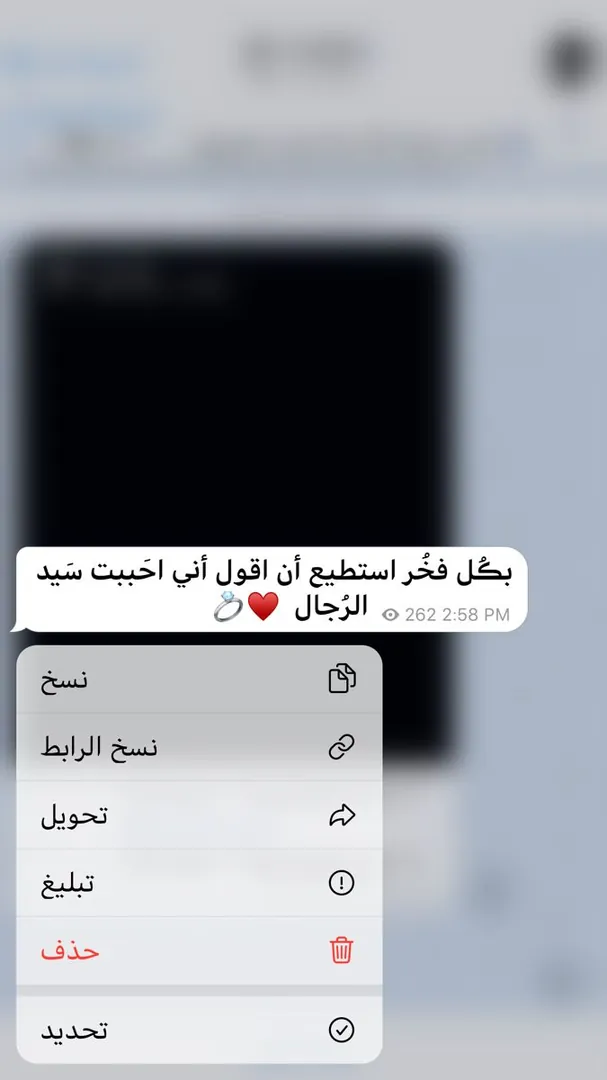 بكُل فخُر استطيع أن اقول أني احَببت سَيد
الرُجال ❤️💍
262 2:58 PM
نسخ
نسخ الرابط
تحويل
تبليغ
حذف
تحديد